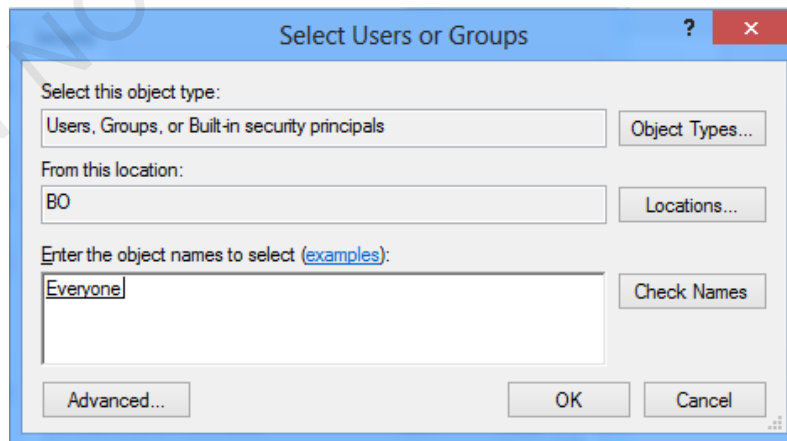 Select Users or Groups
?
×
Select this object type:
Users, Groups, or Built-in security principals
Object Types...
From this location:
BO
Locations...
Enter the object names to select (examples):
Everyone
Check Names
Advanced...
OK
Cancel